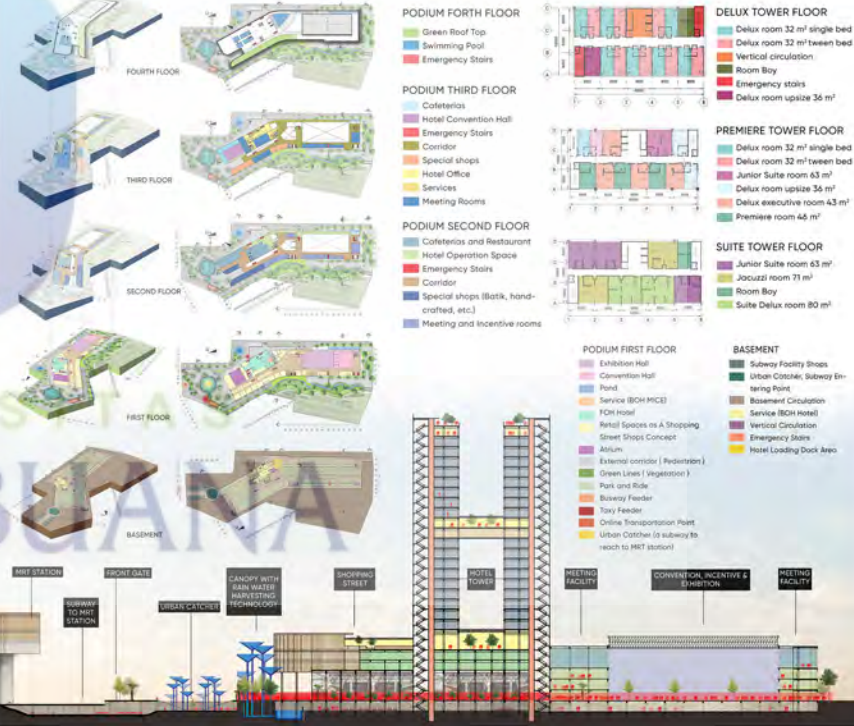 FOURTH FLOOR
THIRD FLOOR
SECOND FLOOR
FIRST FLOOR
BASEMENT
PODIUM FORTH FLOOR
Green Roof Top
Swimming Pool
Emergency Stairs
PODIUM THIRD FLOOR
Cafeterias
Hotel Convention Hall
Emergency Stairs
Corridor
Special shops
Hotel Office
Services
Meeting Rooms
PODIUM SECOND FLOOR
Cafeterias and Restaurant
Hotel Operation Space
Emergency Stairs
Corridor
Special shops (Batik, hand-
crafted, etc.)
Meeting and Incentive rooms
DELUX TOWER FLOOR
Delux room 32 m² single bed
Delux room 32 m² tween bed
Vertical circulation
Room Boy
Emergency stairs
Delux room upsize 36 m²
PREMIERE TOWER FLOOR
Delux room 32 m² single bed
Delux room 32 m² tween bed
Junior Suite room 63 m²
Delux room upsize 36 m²
Delux executive room 43 m²
Premiere room 46 m²
SUITE TOWER FLOOR
Junior Suite room 63 m²
Jacuzzi room 71 m²
Room Boy
Suite Delux room 80 m²
PODIUM FIRST FLOOR
Exhibition Hall
Convention Hall
Pond
Service (BOH MICE)
FOH Hotel
Retail Spaces as A Shopping
Street Shops Concept
Atrium
External corridor ( Pedertrian )
Green Lines ( Vegetation )
Park and Ride
Busway Feeder
Taxy Feeder
Online Transportation Point
Urban Catcher (a subway to
reach to MRT station)
BASEMENT
Subway Facility Shops
Urban Catcher, Subway En-
tering Point
Basement Circulation
Service (BOH Hotel)
Vertical Circulation
Emergency Stairs
Hotel Loading Dock Area
S I T A S
BUANA
MRT STATION
SUBWAY
TO MRT
STATION
FRONT GATE
URBAN CATCHER
CANOPY WITH
RAIN WATER
HARVESTING
TECHNOLOGY
SHOPPING
STREET
HOTEL
TOWER
MEETING
FACILITY
CONVENTION, INCENTIVE &
EXHIBITION
MEETING
FACILITY